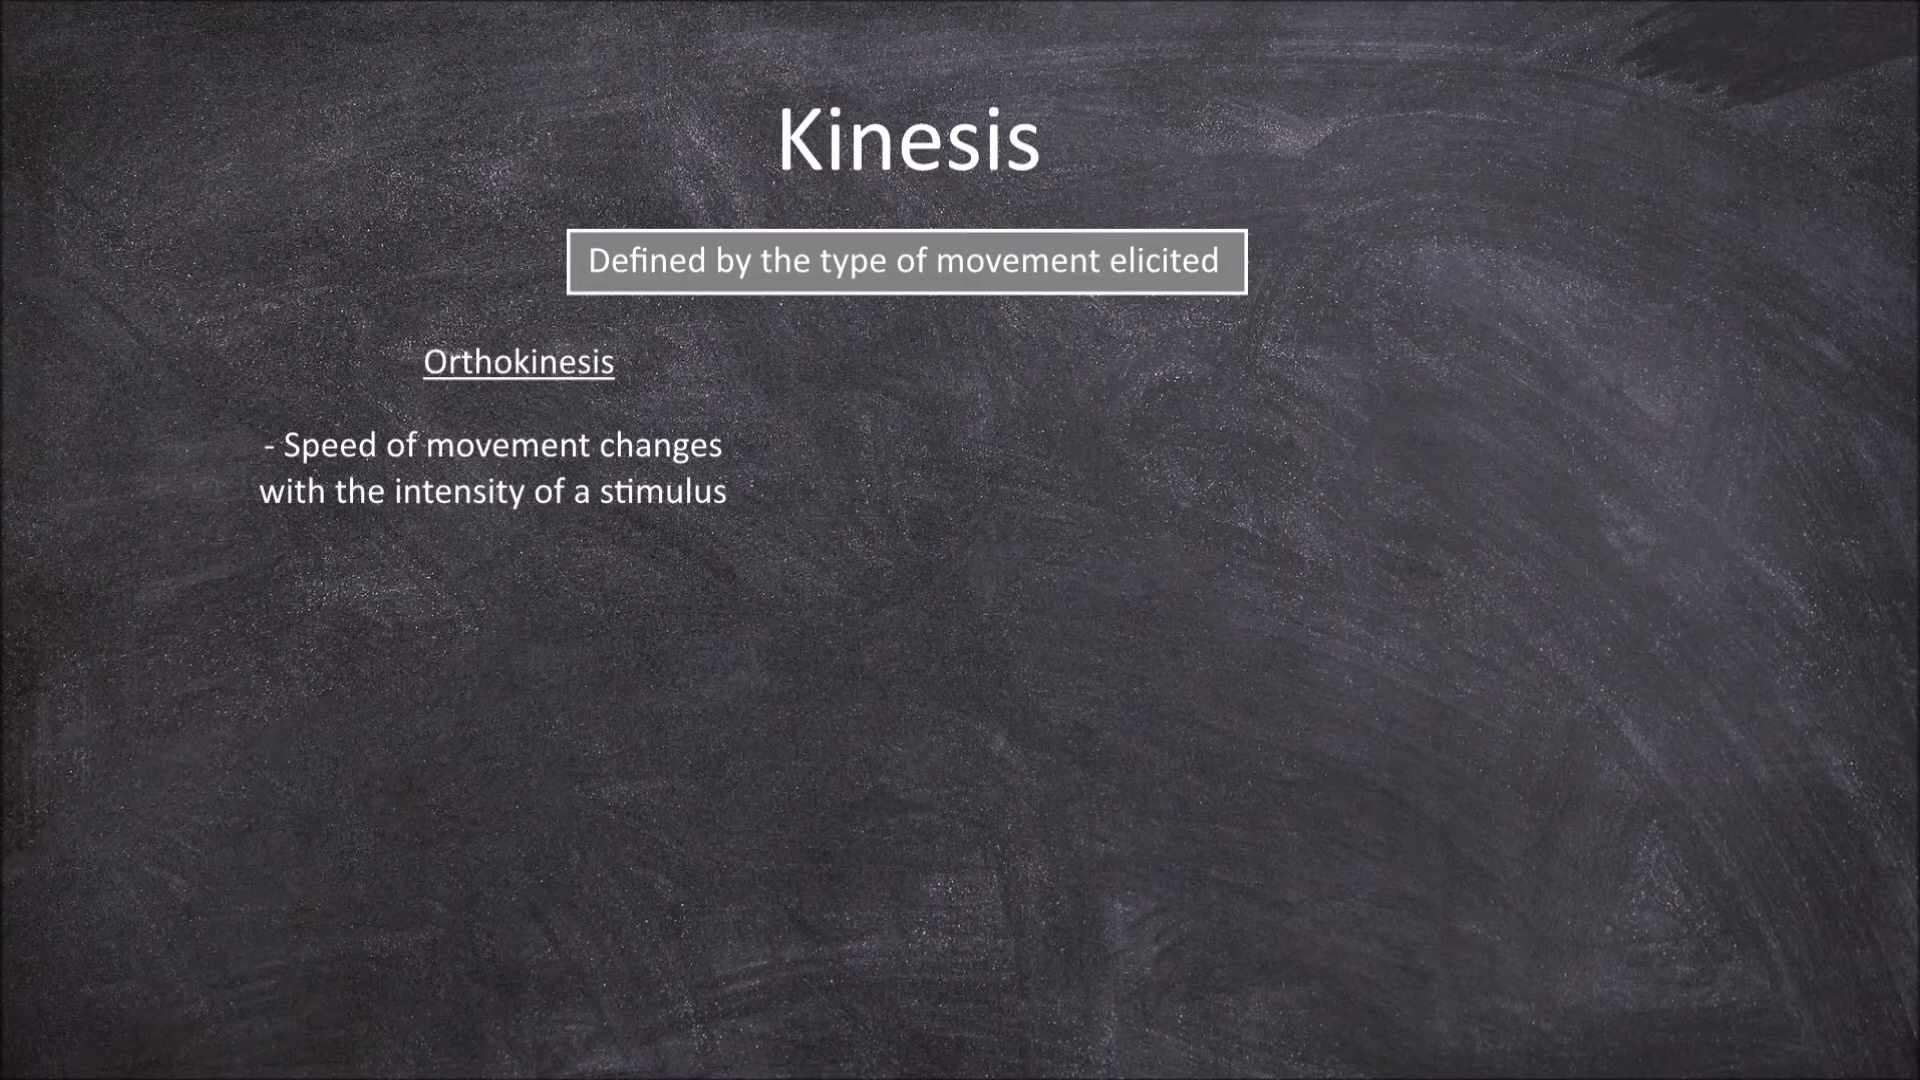 Kinesis
Defined by the type of movement elicited
Orthokinesis
- Speed of movement changes
with the intensity of a stimulus